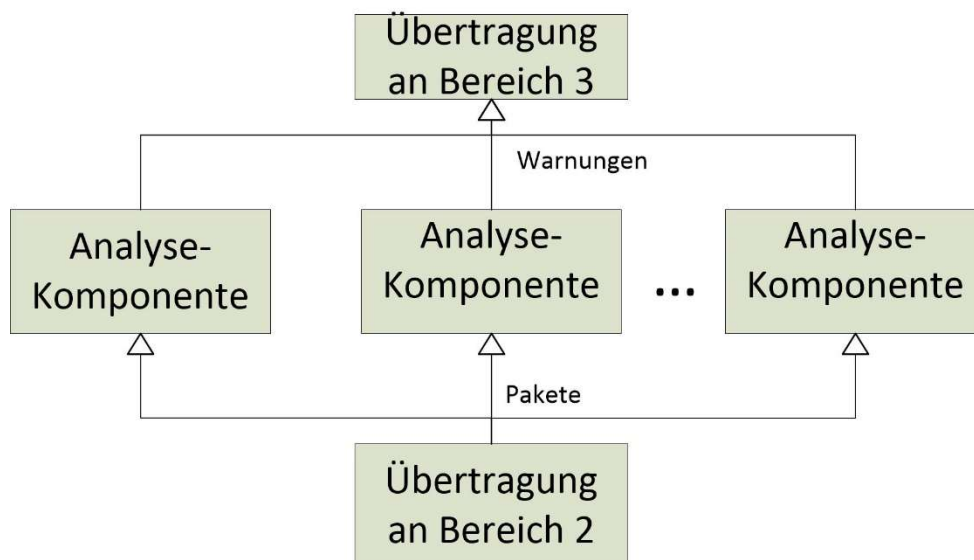 Übertragung
an Bereich 3
Warnungen
Analyse-
Komponente
Analyse-
Komponente
...
Analyse-
Komponente
Pakete
Übertragung
an Bereich 2